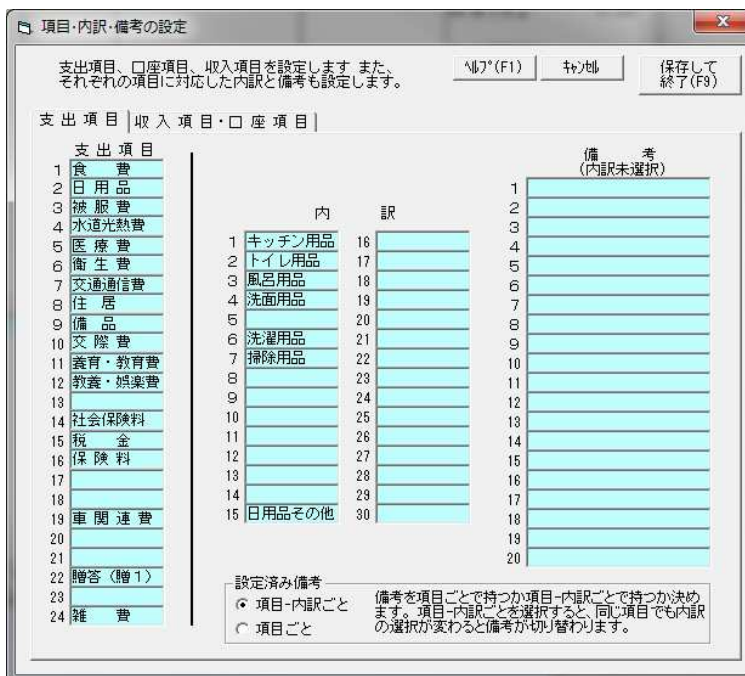 項目・内訳・備考の設定
支出項目、口座項目、収入項目を設定します また、
それぞれの項目に対応した内訳と備考も設定します。
ﾍﾙﾌﾟ(F1)
ｷｬﾝｾﾙ
保存して
終了(F9)
支出項目
収入項目・口座項目
支出項目
1 食　費
2 日用品
3 被服費
4 水道光熱費
5 医療費
6 衛生費
7 交通通信費
8 住　居
9 備　品
10 交際費
11 養育・教育費
12 教養・娯楽費
13
14 社会保険料
15 税　金
16 保険料
17
18
19 車関連費
20
21
22 贈答（贈１）
23
24 雑　費
内　訳
1 キッチン用品
2 トイレ用品
3 風呂用品
4 洗面用品
5
6 洗濯用品
7 掃除用品
8
9
10
11
12
13
14
15 日用品その他
16
17
18
19
20
21
22
23
24
25
26
27
28
29
30
備　考
(内訳未選択)
1
2
3
4
5
6
7
8
9
10
11
12
13
14
15
16
17
18
19
20
設定済み備考
項目-内訳ごと
項目ごと
備考を項目ごとで持つか項目-内訳ごとで持つか決め
ます。項目-内訳ごとを選択すると、同じ項目でも内訳
の選択が変わると備考が切り替わります。